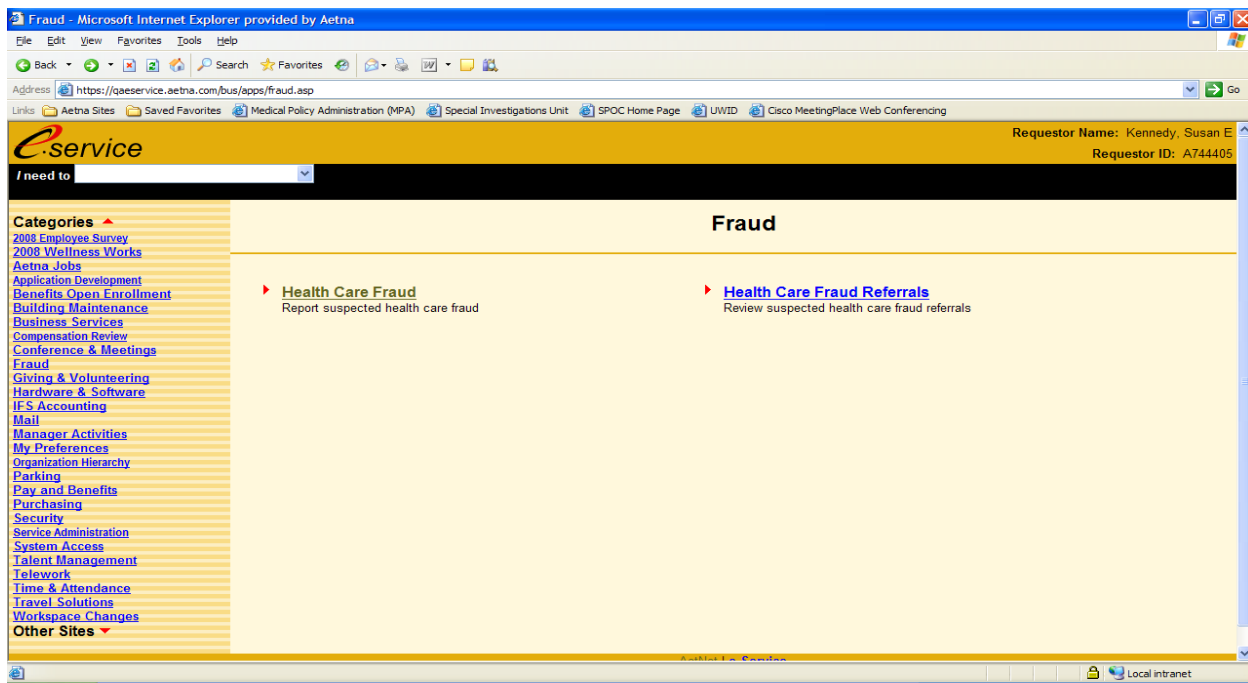 Fraud - Microsoft Internet Explorer provided by Aetna
File Edit View Favorites Tools Help
Back Search Favorites
Address https://qaeservice.aetna.com/bus/apps/fraud.asp Go
Links Aetna Sites Saved Favorites Medical Policy Administration (MPA) Special Investigations Unit SPOC Home Page UWID Cisco MeetingPlace Web Conferencing
e.service
Requestor Name: Kennedy, Susan E
Requestor ID: A744405
I need to
Categories
2008 Employee Survey
2008 Wellness Works
Aetna Jobs
Application Development
Benefits Open Enrollment
Building Maintenance
Business Services
Compensation Review
Conference & Meetings
Fraud
Giving & Volunteering
Hardware & Software
IFS Accounting
Mail
Manager Activities
My Preferences
Organization Hierarchy
Parking
Pay and Benefits
Purchasing
Security
Service Administration
System Access
Talent Management
Telework
Time & Attendance
Travel Solutions
Workspace Changes
Other Sites
Fraud
Health Care Fraud
Report suspected health care fraud
Health Care Fraud Referrals
Review suspected health care fraud referrals
Local intranet